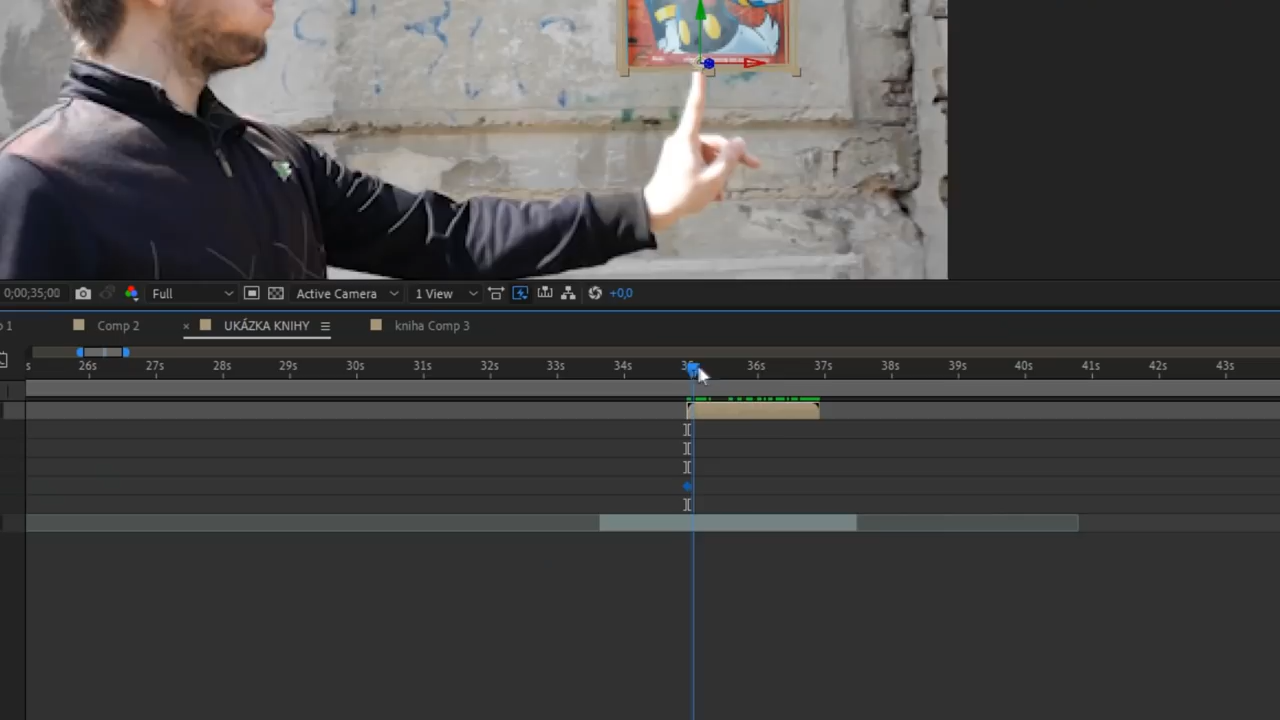 0;00;35;00 Full Active Camera 1 View +0,0
1 Comp 2 × UKÁZKA KNIHY kniha Comp 3
s 26s 27s 28s 29s 30s 31s 32s 33s 34s 36s 37s 38s 39s 40s 41s 42s 43s